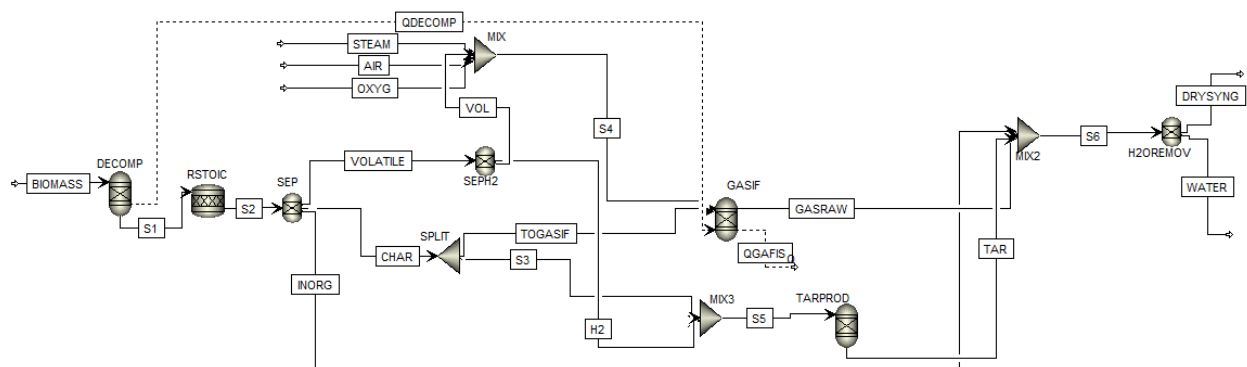 QDECOMP
MIX
STEAM
AIR
OXYG
VOL
S4
DRYSYNG
S6
MIX2
H2OREMOV
DECOMP
BIOMASS
RSTOIC
S1
S2
SEP
VOLATILE
SEPH2
GASIF
GASRAW
WATER
SPLIT
TOGASIF
CHAR
S3
QGAFIS
Q
TAR
INORG
MIX3
S5
TARPROD
H2